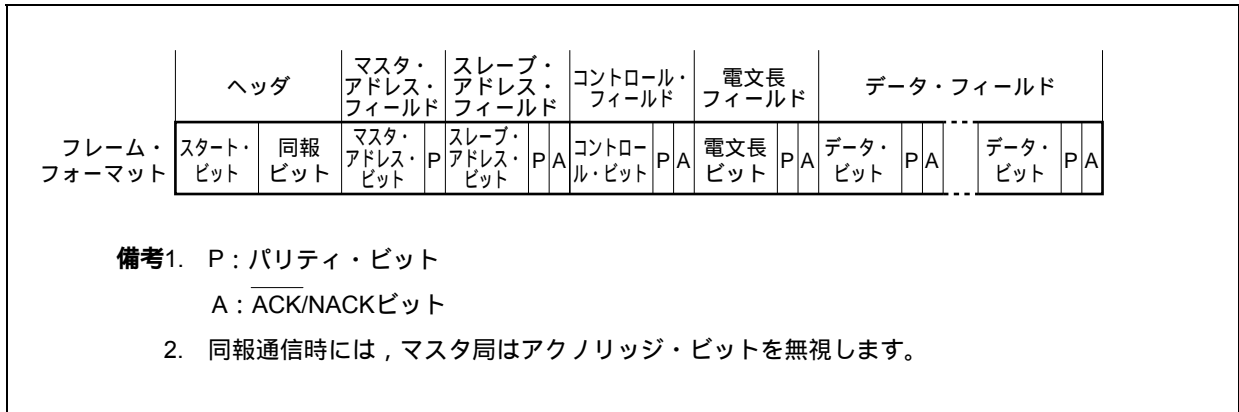 ヘッダ
マスタ・
アドレス・
フィールド
スレーブ・
アドレス・
フィールド
コントロール・
フィールド
電文長
フィールド
データ・フィールド
フレーム・
フォーマット
スタート・
ビット
同報
ビット
マスタ・
アドレス・
ビット
P
スレーブ・
アドレス・
ビット
P
A
コントロー
ル・ビット
P
A
電文長
ビット
P
A
データ・
ビット
P
A
データ・
ビット
P
A
備考1. P:パリティ・ビット
A:ACK/NACKビット
2. 同報通信時には,マスタ局はアクノリッジ・ビットを無視します。